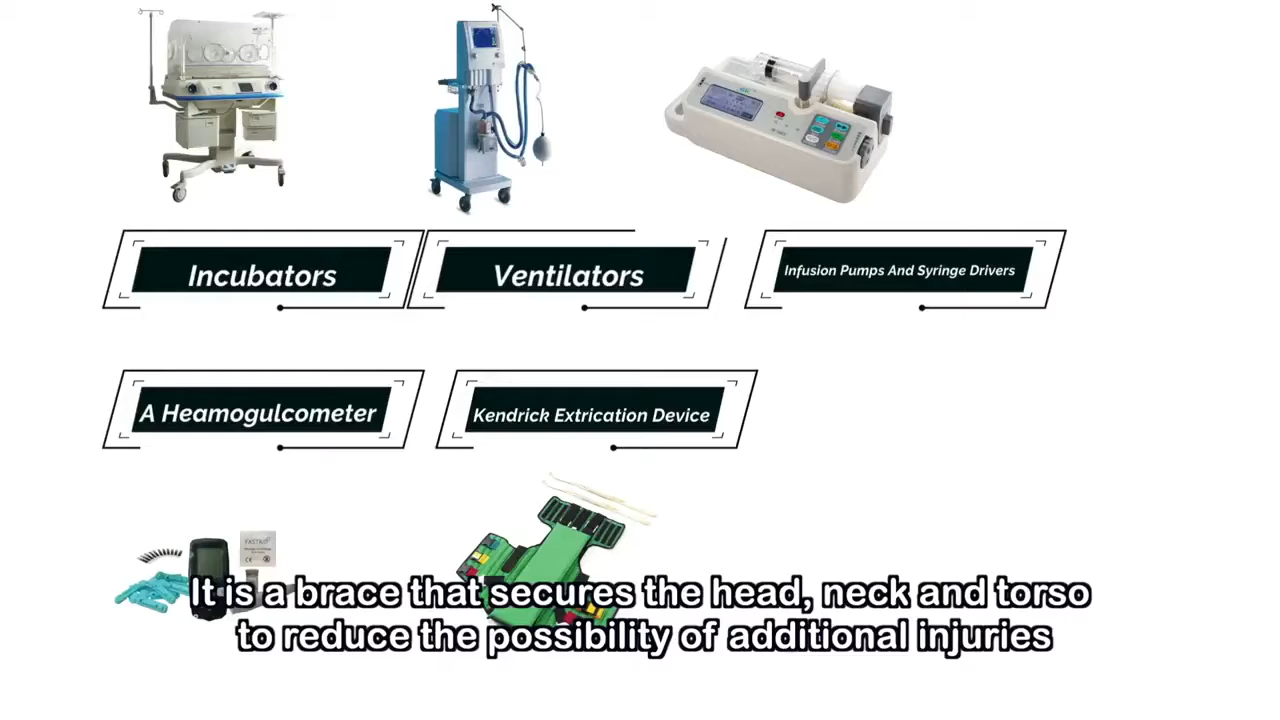 Incubators
Ventilators
Infusion Pumps And Syringe Drivers
A Heamogulcometer
Kendrick Extrication Device
It is a brace that secures the head, neck and torso
to reduce the possibility of additional injuries